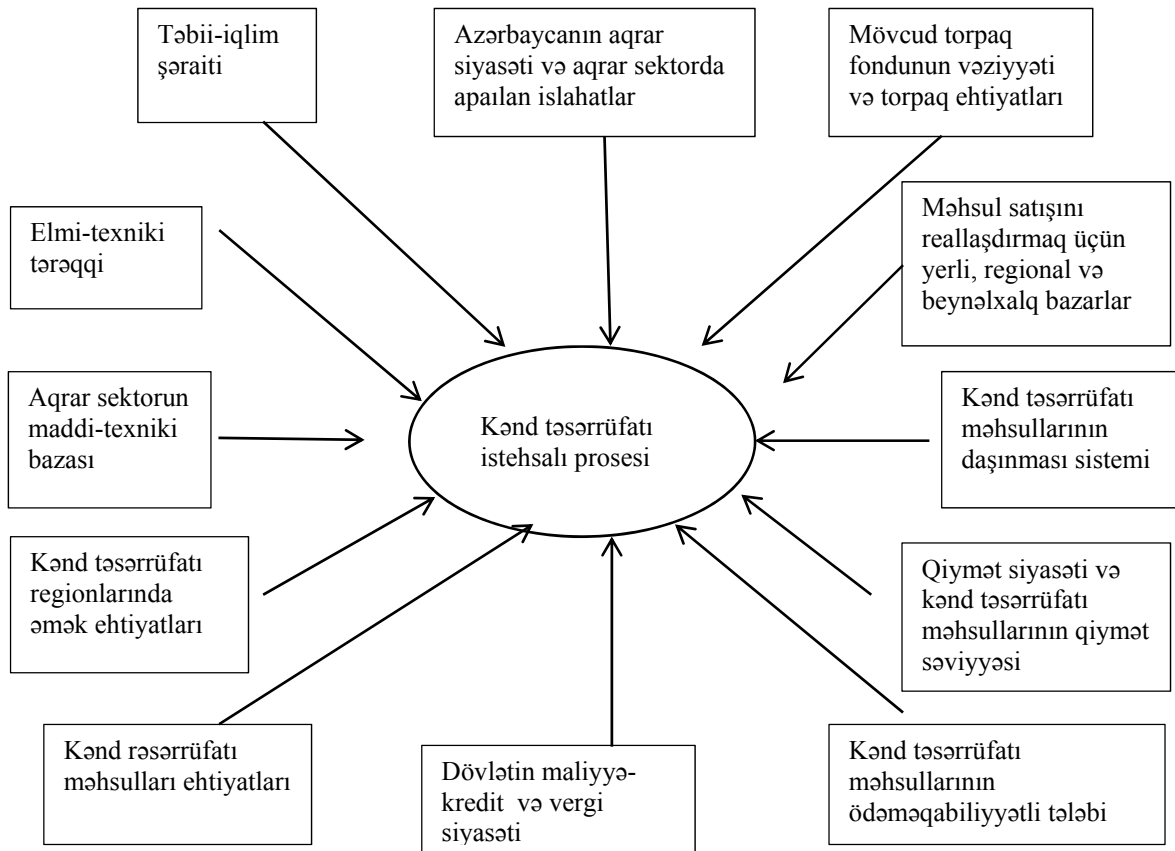 Təbii-iqlim
şəraiti
Azərbaycanın aqrar
siyasəti və aqrar sektorda
apaılan islahatlar
Mövcud torpaq
fondunun vəziyyəti
və torpaq ehtiyatları
Elmi-texniki
tərəqqi
Məhsul satışını
reallaşdırmaq üçün
yerli, regional və
beynəlxalq bazarlar
Aqrar sektorun
maddi-texniki
bazası
Kənd təsərrüfatı
istehsalı prosesi
Kənd təsərrüfatı
məhsullarının
daşınması sistemi
Kənd təsərrüfatı
regionlarında
əmək ehtiyatları
Qiymət siyasəti və
kənd təsərrüfatı
məhsullarının qiymət
səviyyəsi
Kənd rəsərrüfatı
məhsulları ehtiyatları
Dövlətin maliyyə-
kredit və vergi
siyasəti
Kənd təsərrüfatı
məhsullarının
ödəməqabiliyyətli tələbi